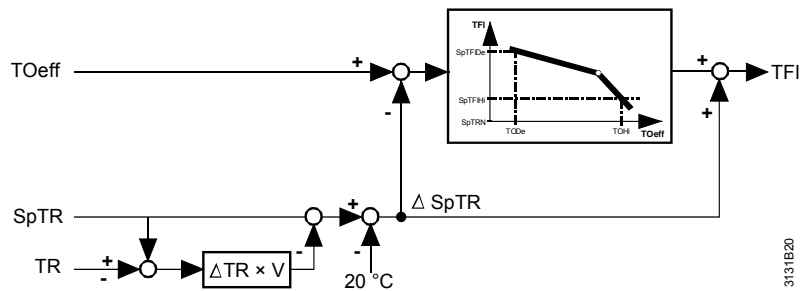 TFI
SpTFIDe
SpTFIHi
SpTRN
TODe
TOHi
TOeff
TOeff
+
-
+
+
TFI
SpTR
+
-
Δ SpTR
-
TR
+
-
ΔTR × V
20 °C
3131B20